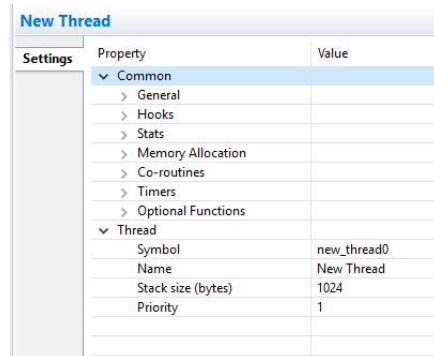 New Thread
Settings
Property Value
Common
General
Hooks
Stats
Memory Allocation
Co-routines
Timers
Optional Functions
Thread
Symbol new_thread0
Name New Thread
Stack size (bytes) 1024
Priority 1